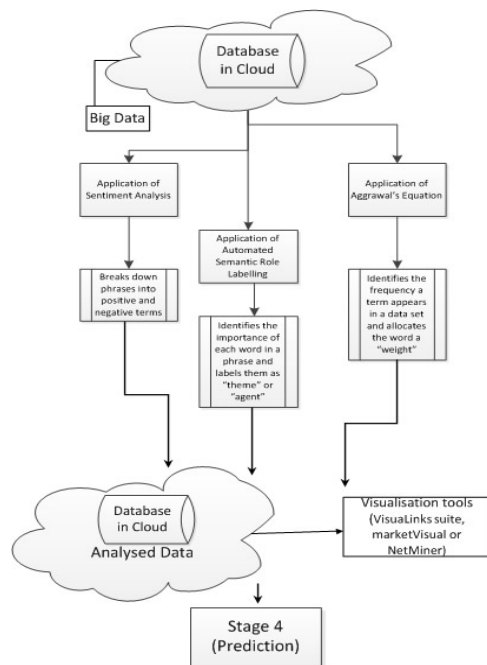 Database
in Cloud
Big Data
Application of
Sentiment Analysis
Application of
Automated
Semantic Role
Labelling
Application of
Aggrawal's Equation
Breaks down
phrases into
positive and
negative terms
Identifies the
importance of
each word in a
phrase and
labels them as
"theme" or
"agent"
Identifies the
frequency a
term appears
in a data set
and allocates
the word a
"weight"
Database
in Cloud
Analysed Data
Visualisation tools
(VisuaLinks suite,
marketVisual or
NetMiner)
Stage 4
(Prediction)